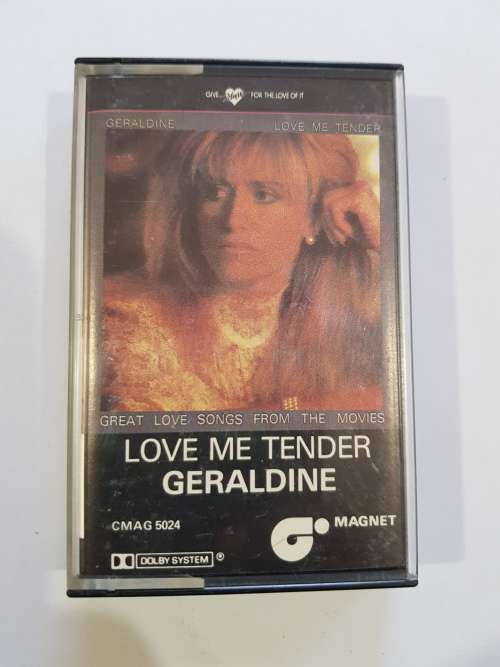 GIVE... Music FOR THE LOVE OF IT
GERALDINE LOVE ME TENDER
GREAT LOVE SONGS FROM THE MOVIES
LOVE ME TENDER
GERALDINE
CMAG 5024
MAGNET
DOLBY SYSTEM ®